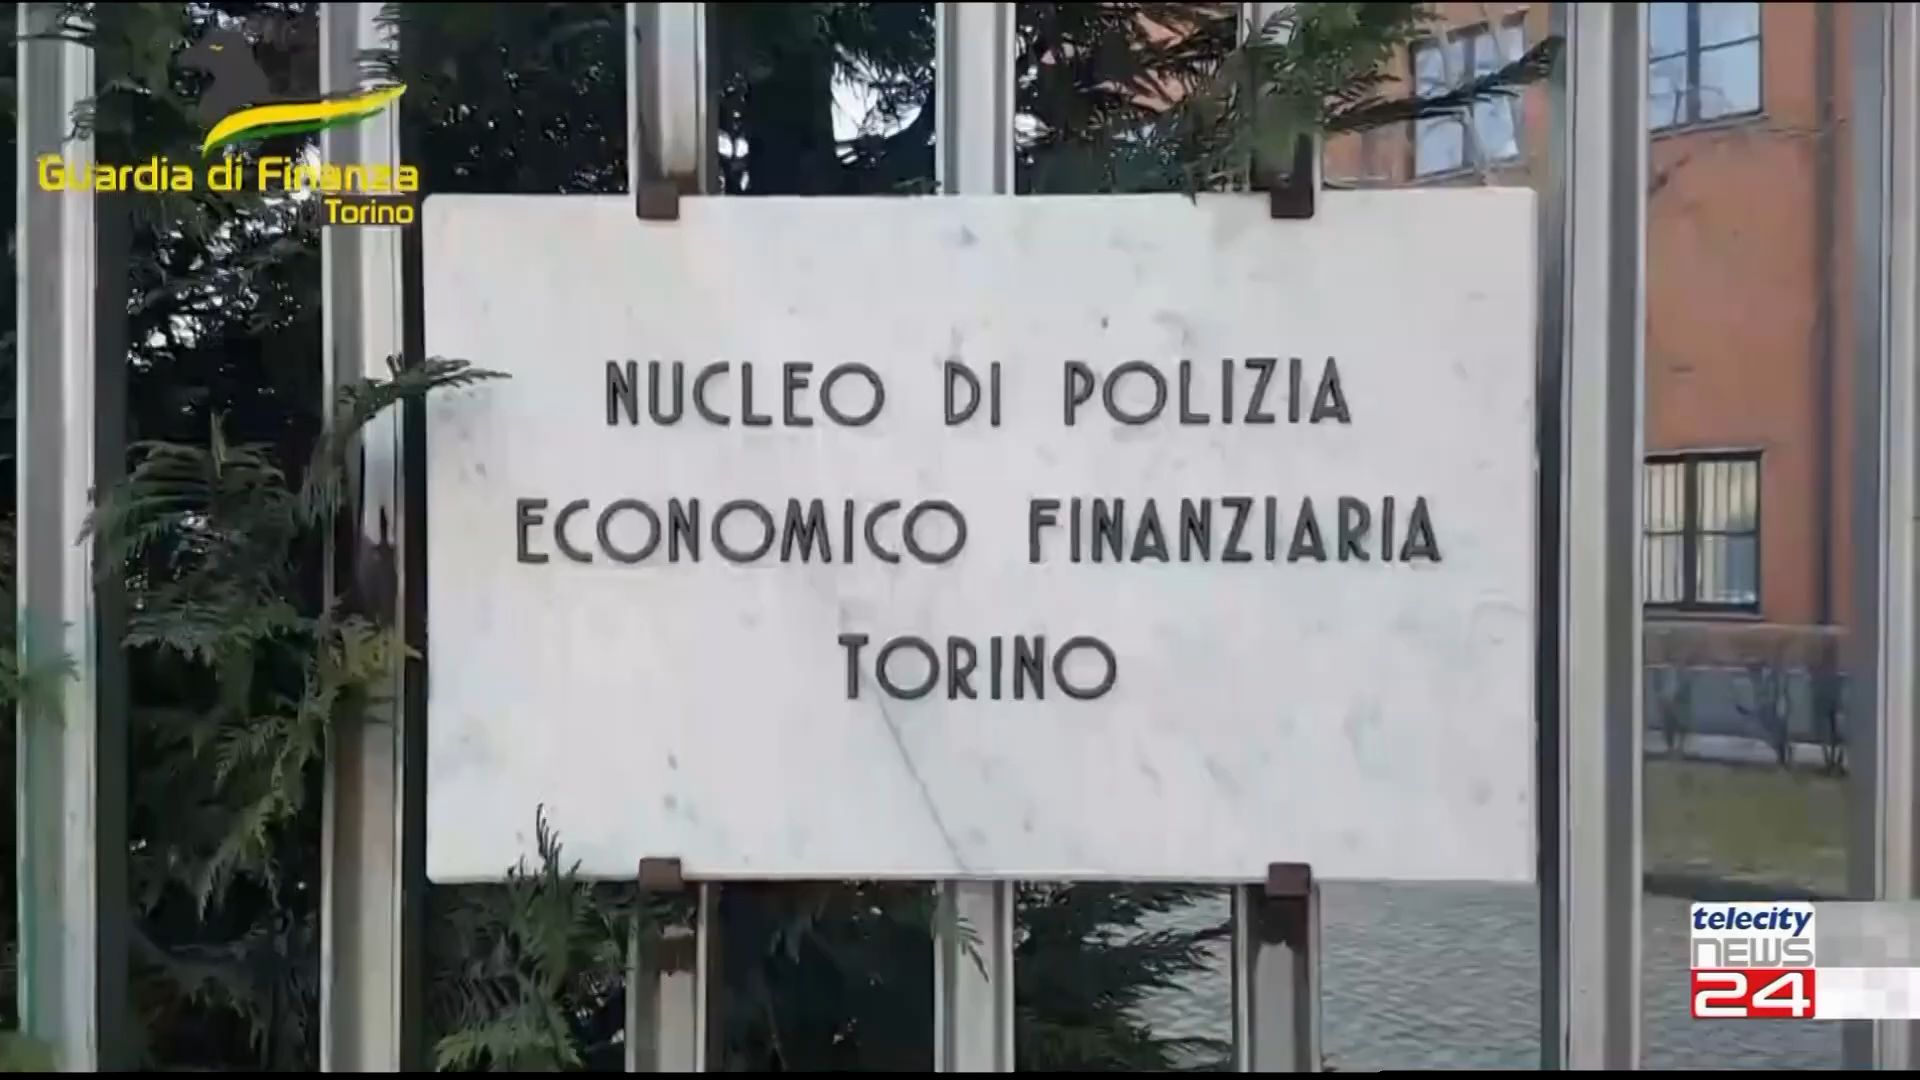 Guardia di Finanza
Torino
NUCLEO DI POLIZIA
ECONOMICO FINANZIARIA
TORINO
telecity
NEWS
24